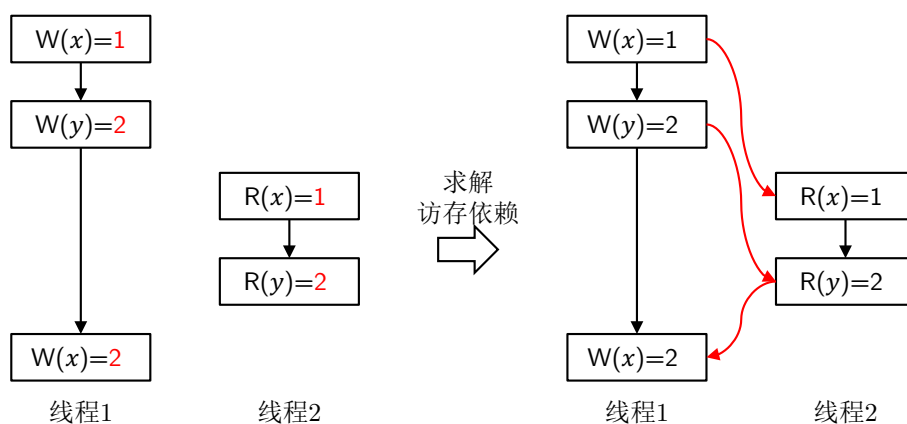 W(x)=1
W(y)=2
R(x)=1
R(y)=2
W(x)=2
线程1
线程2
求解
访存依赖
W(x)=1
W(y)=2
R(x)=1
R(y)=2
W(x)=2
线程1
线程2